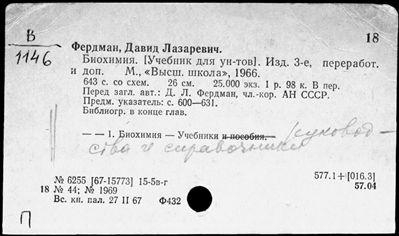 В
1146
18
Фердман, Давид Лазаревич.
Биохимия. [Учебник для ун-тов]. Изд. 3-е, переработ.
и доп. М., «Высш. школа», 1966.
643 с. со схем. 26 см. 25.000 экз. 1 р. 98 к. В пер.
Перед загл. авт.: Д. Л. Фердман, чл.-кор. АН СССР.
Предм. указатель: с. 600—631.
Библиогр. в конце глав.
— — 1. Биохимия — Учебники и пособия. руковод-
ства и справочники
№ 6255 [67-15773] 15-5в-г
577.1+[016.3]
18 № 44; № 1969
57.04
Вс. кн. пал. 27 II 67 Ф432
П